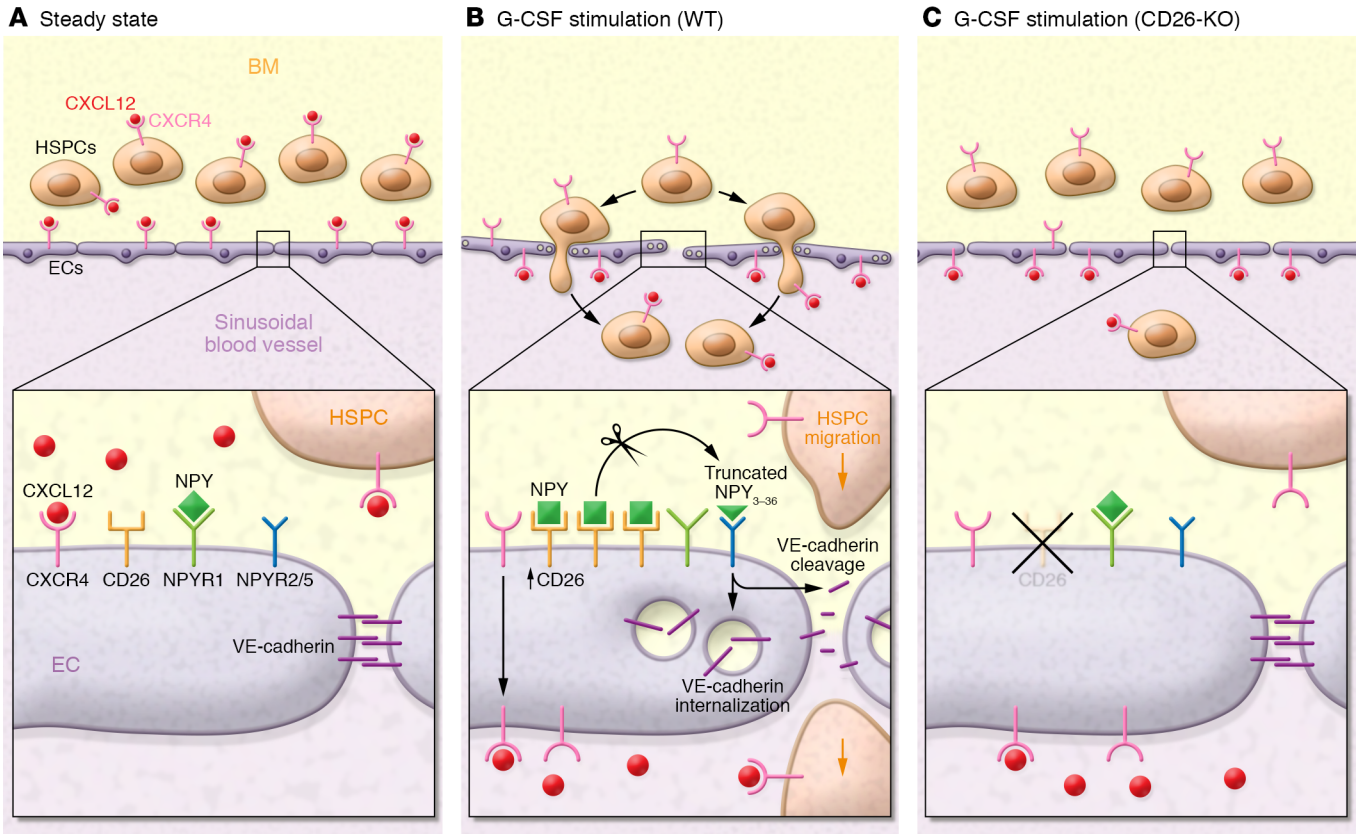 A Steady state
BM
CXCL12
CXCR4
HSPCs
ECs
Sinusoidal
blood vessel
HSPC
NPY
CXCL12
CXCR4
CD26
NPYR1
NPYR2/5
VE-cadherin
EC
B G-CSF stimulation (WT)
HSPC
migration
Truncated
NPY3–36
NPY
CD26
VE-cadherin
cleavage
VE-cadherin
internalization
C G-CSF stimulation (CD26-KO)
CD26